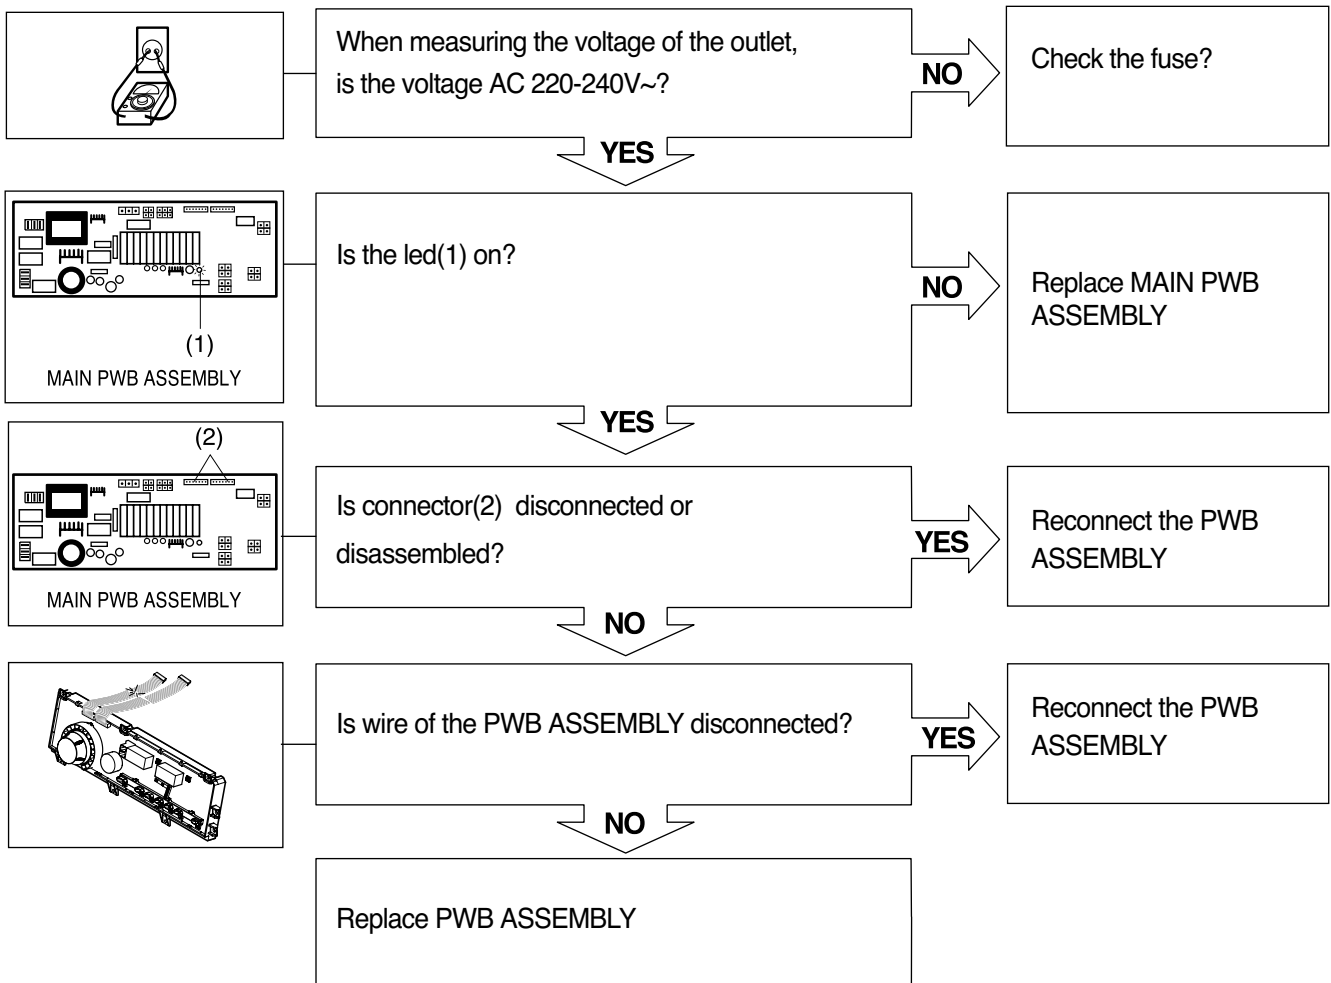 When measuring the voltage of the outlet,
is the voltage AC 220-240V~?
NO
Check the fuse?
YES
(1)
MAIN PWB ASSEMBLY
Is the led(1) on?
NO
Replace MAIN PWB
ASSEMBLY
YES
(2)
MAIN PWB ASSEMBLY
Is connector(2) disconnected or
disassembled?
YES
Reconnect the PWB
ASSEMBLY
NO
Is wire of the PWB ASSEMBLY disconnected?
YES
Reconnect the PWB
ASSEMBLY
NO
Replace PWB ASSEMBLY